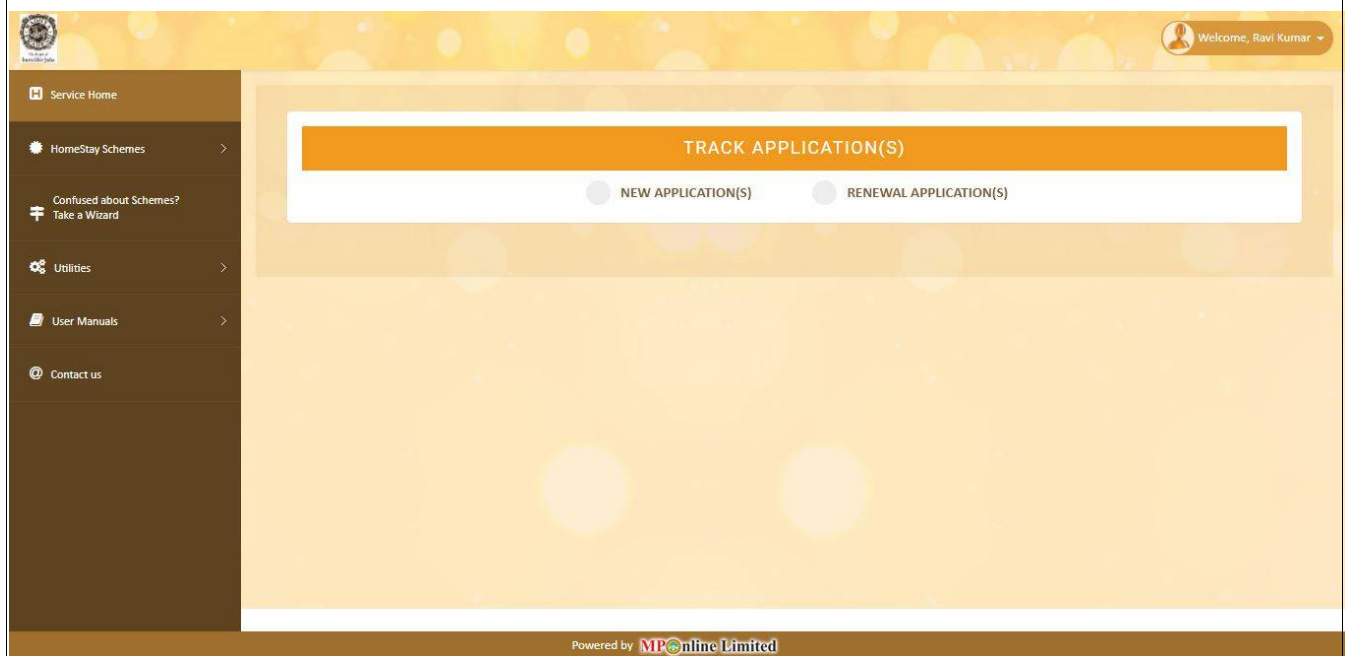 Welcome, Ravi Kumar
Service Home
HomeStay Schemes
Confused about Schemes?
Take a Wizard
Utilities
User Manuals
Contact us
TRACK APPLICATION(S)
NEW APPLICATION(S) RENEWAL APPLICATION(S)
Powered by MPOnline Limited